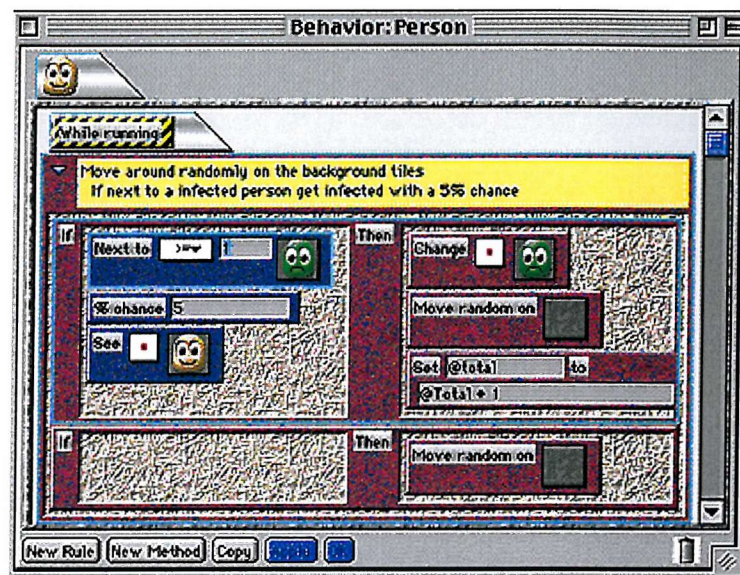 Behavior:Person
While running
Move around randomly on the background tiles
If next to a infected person get infected with a 5% chance
If
Next to >= 1
% chance 5
See
Then
Change
Move random on
Set @total to
@Total + 1
If
Then
Move random on
New Rule New Method Copy